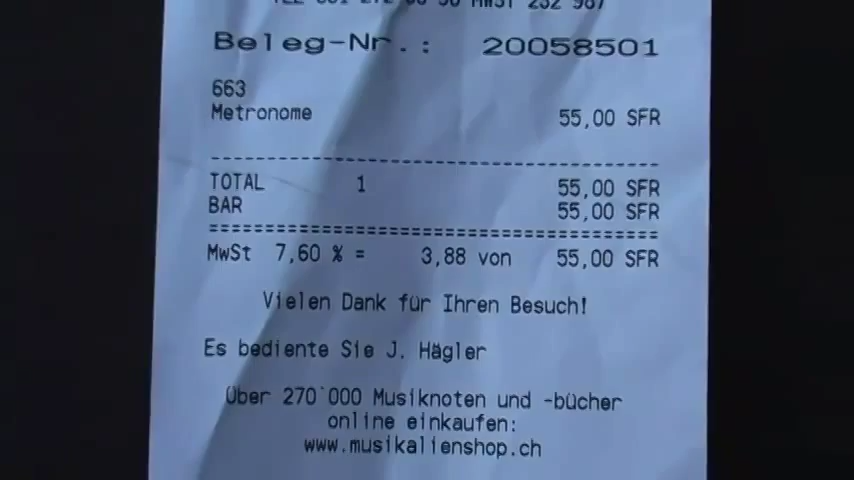 Beleg-Nr.: 20058501
663
Metronome 55,00 SFR
--------------------------------------------
TOTAL 1 55,00 SFR
BAR 55,00 SFR
============================================
MwSt 7,60 % = 3,88 von 55,00 SFR
Vielen Dank für Ihren Besuch!
Es bediente Sie J. Hägler
Über 270`000 Musiknoten und -bücher
online einkaufen:
www.musikalienshop.ch